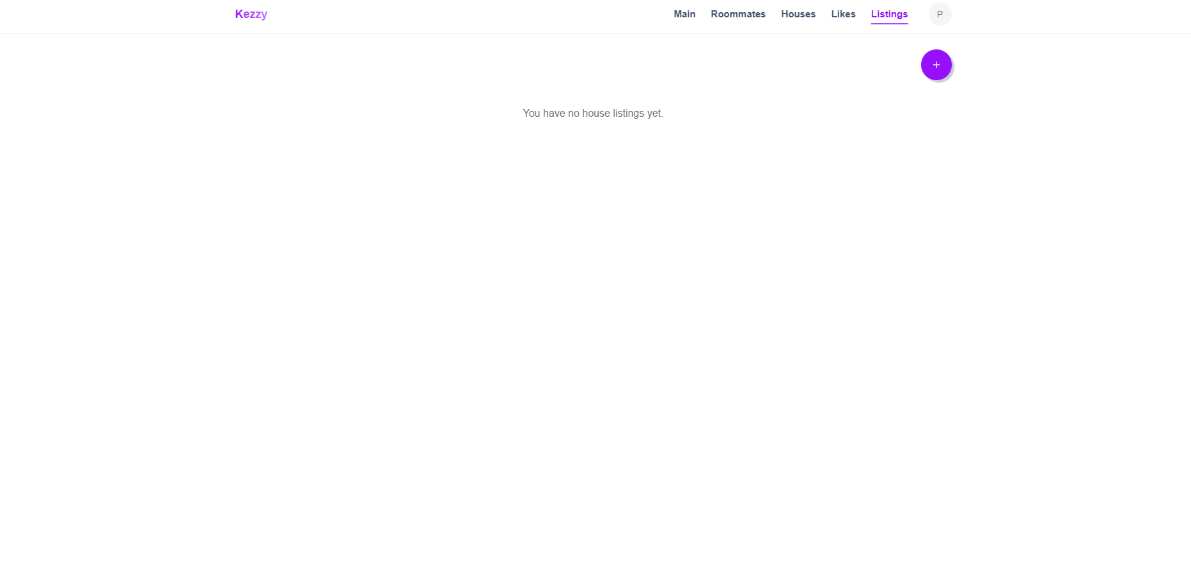 Kezzy
Main Roommates Houses Likes Listings P
+
You have no house listings yet.